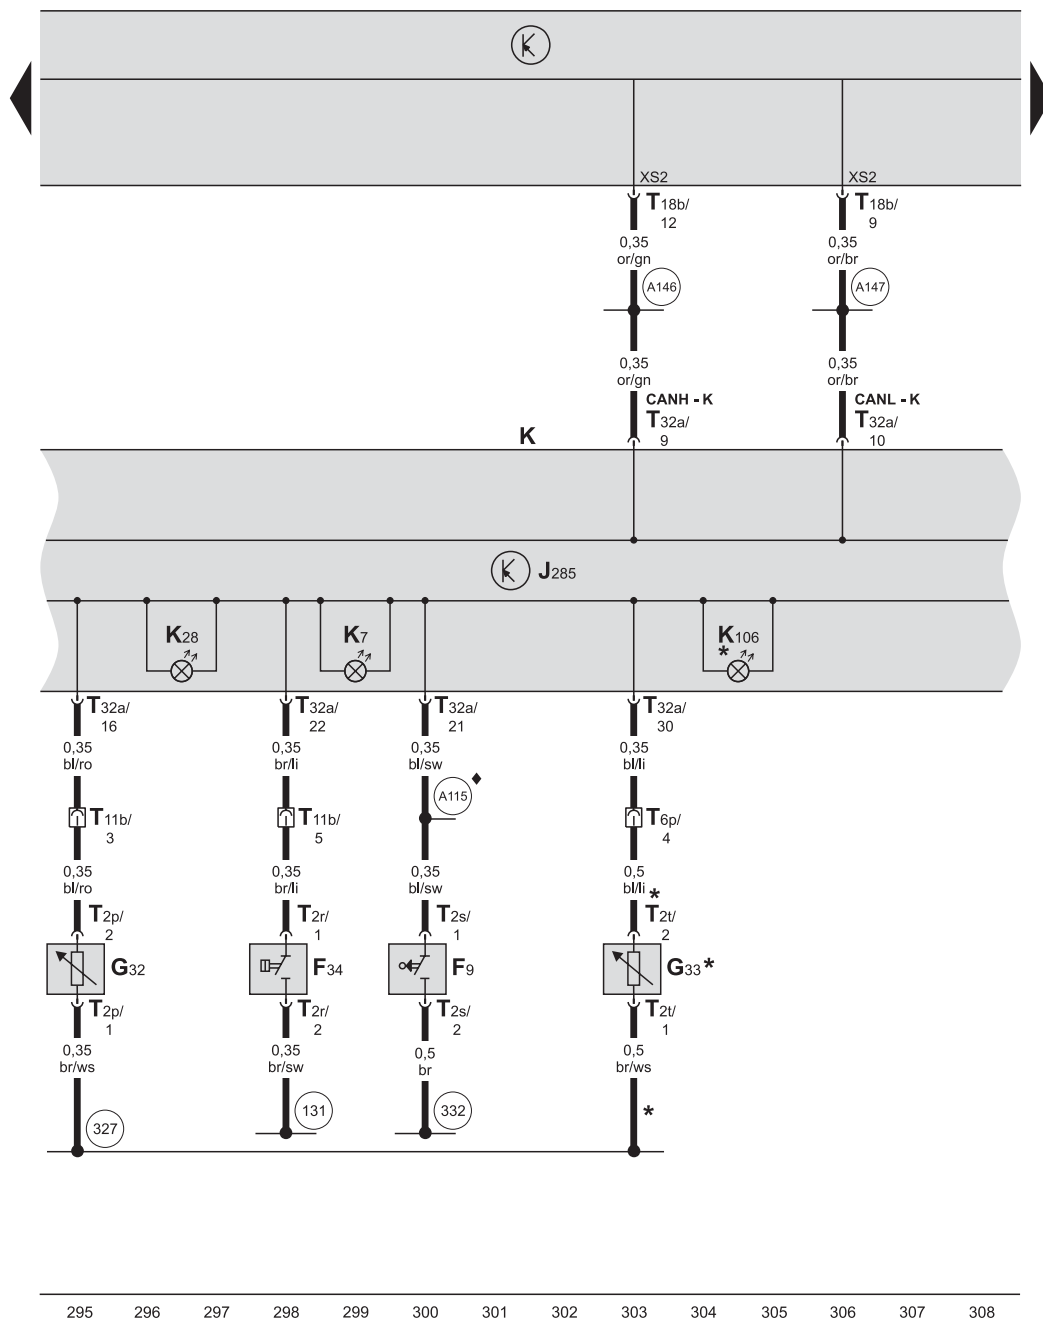 XS2 XS2
T18b/ T18b/
12 9
0,35 0,35
or/gn or/br
A146 A147
0,35 0,35
or/gn or/br
CANH - K CANL - K
T32a/ T32a/
K 9 10
J285
K28 K7 K106
*
T32a/ T32a/ T32a/ T32a/
16 22 21 30
0,35 0,35 0,35 0,35
bl/ro br/li bl/sw bl/li
A115 ♦
T11b/ T11b/ T6p/
3 5 4
0,35 0,35 0,35 0,5
bl/ro br/li bl/sw bl/li *
T2p/ T2r/ T2s/ T2t/
2 1 1 2
G32 F34 F9 G33 *
T2p/ T2r/ T2s/ T2t/
1 2 2 1
0,35 0,35 0,5 0,5
br/ws br/sw br br/ws
327 131 332 *
295 296 297 298 299 300 301 302 303 304 305 306 307 308